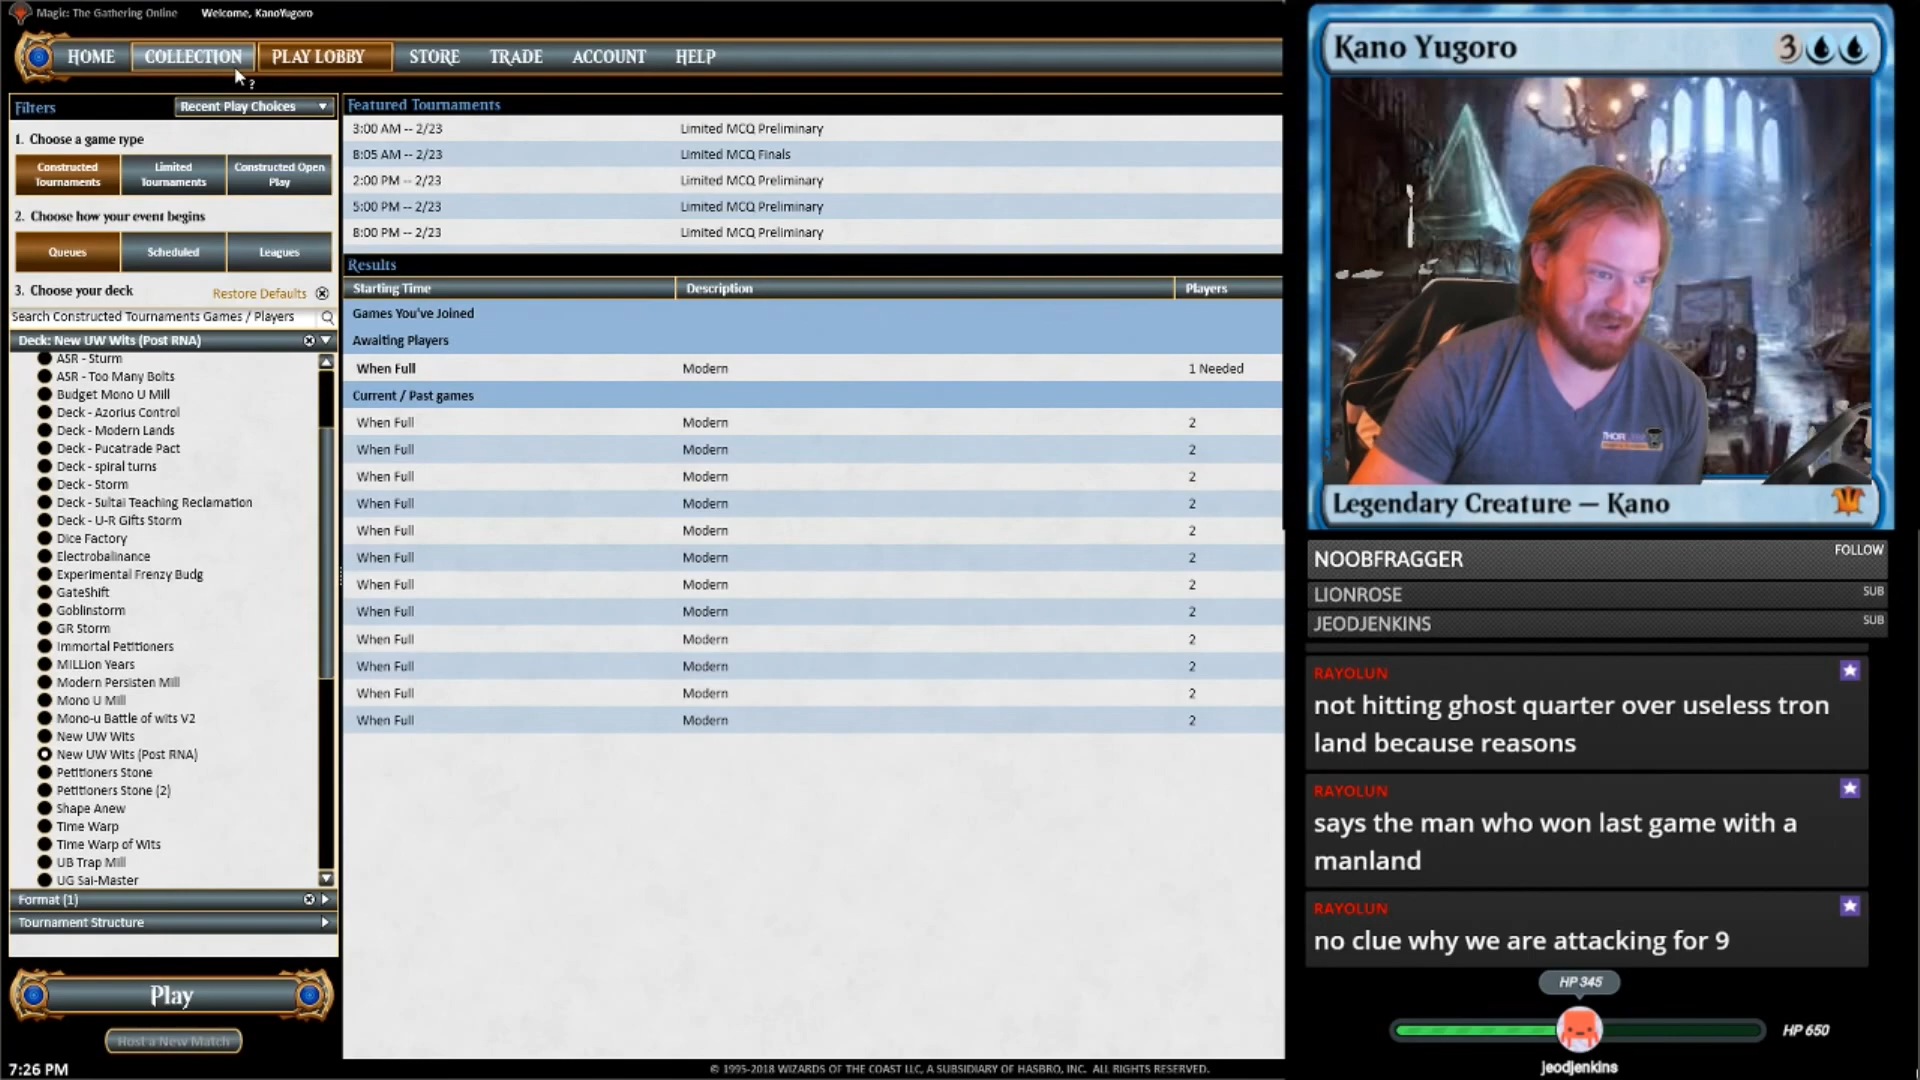 Magic: The Gathering Online Welcome, KanoYugoro
HOME COLLECTION PLAY LOBBY STORE TRADE ACCOUNT HELP
Filters Recent Play Choices
1. Choose a game type
Constructed Tournaments
Limited Tournaments
Constructed Open Play
2. Choose how your event begins
Queues Scheduled Leagues
3. Choose your deck Restore Defaults
Search Constructed Tournaments Games / Players
Deck: New UW Wits (Post RNA)
ASR - Sturm
ASR - Too Many Bolts
Budget Mono U Mill
Deck - Azorius Control
Deck - Modern Lands
Deck - Pucatrade Pact
Deck - spiral turns
Deck - Storm
Deck - Sultai Teaching Reclamation
Deck - U-R Gifts Storm
Dice Factory
Electrobalnance
Experimental Frenzy Budg
GateShift
Goblinstorm
GR Storm
Immortal Petitioners
MILLion Years
Modern Persisten Mill
Mono U Mill
Mono-u Battle of wits V2
New UW Wits
New UW Wits (Post RNA)
Petitioners Stone
Petitioners Stone (2)
Shape Anew
Time Warp
Time Warp of Wits
UB Trap Mill
UG Sai-Master
Format (1)
Tournament Structure
Play
Host a New Match
7:26 PM
Featured Tournaments
3:00 AM -- 2/23 Limited MCQ Preliminary
8:05 AM -- 2/23 Limited MCQ Finals
2:00 PM -- 2/23 Limited MCQ Preliminary
5:00 PM -- 2/23 Limited MCQ Preliminary
8:00 PM -- 2/23 Limited MCQ Preliminary
Results
Starting Time Description Players
Games You've Joined
Awaiting Players
When Full Modern 1 Needed
Current / Past games
When Full Modern 2
When Full Modern 2
When Full Modern 2
When Full Modern 2
When Full Modern 2
When Full Modern 2
When Full Modern 2
When Full Modern 2
When Full Modern 2
When Full Modern 2
When Full Modern 2
When Full Modern 2
© 1995-2018 WIZARDS OF THE COAST LLC, A SUBSIDIARY OF HASBRO, INC. ALL RIGHTS RESERVED.
Kano Yugoro 3
Legendary Creature — Kano
NOOBFRAGGER FOLLOW
LIONROSE SUB
JEODJENKINS SUB
RAYOLUN
not hitting ghost quarter over useless tron
land because reasons
RAYOLUN
says the man who won last game with a
manland
RAYOLUN
no clue why we are attacking for 9
HP 345
HP 650
jeodjenkins